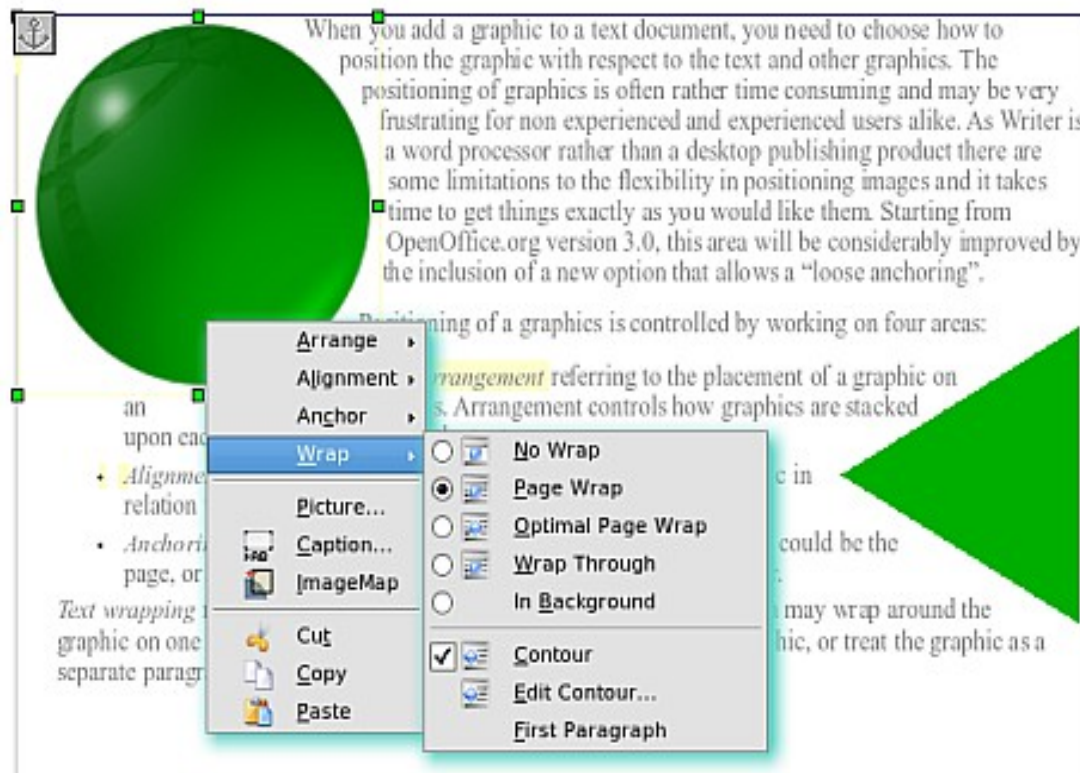 When you add a graphic to a text document, you need to choose how to
position the graphic with respect to the text and other graphics. The
positioning of graphics is often rather time consuming and may be very
frustrating for non experienced and experienced users alike. As Writer is
a word processor rather than a desktop publishing product there are
some limitations to the flexibility in positioning images and it takes
time to get things exactly as you would like them. Starting from
OpenOffice.org version 3.0, this area will be considerably improved by
the inclusion of a new option that allows a “loose anchoring”.
Positioning of a graphics is controlled by working on four areas:
referring to the placement of a graphic on
an
Arrangement controls how graphics are stacked
upon
in
relation
could be the
page, or
Text wrapping
may wrap around the
graphic on one
or treat the graphic as a
separate
Arrange
Alignment
Anchor
Wrap
Picture...
Caption...
ImageMap
Cut
Copy
Paste
No Wrap
Page Wrap
Optimal Page Wrap
Wrap Through
In Background
Contour
Edit Contour...
First Paragraph